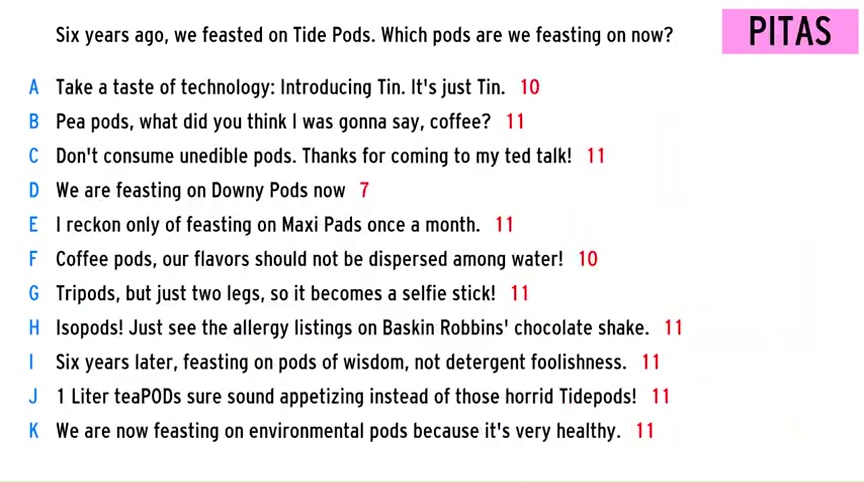 Six years ago, we feasted on Tide Pods. Which pods are we feasting on now?
PITAS
A Take a taste of technology: Introducing Tin. It's just Tin. 10
B Pea pods, what did you think I was gonna say, coffee? 11
C Don't consume unedible pods. Thanks for coming to my ted talk! 11
D We are feasting on Downy Pods now 7
E I reckon only of feasting on Maxi Pads once a month. 11
F Coffee pods, our flavors should not be dispersed among water! 10
G Tripods, but just two legs, so it becomes a selfie stick! 11
H Isopods! Just see the allergy listings on Baskin Robbins' chocolate shake. 11
I Six years later, feasting on pods of wisdom, not detergent foolishness. 11
J 1 Liter teaPODs sure sound appetizing instead of those horrid Tidepods! 11
K We are now feasting on environmental pods because it's very healthy. 11